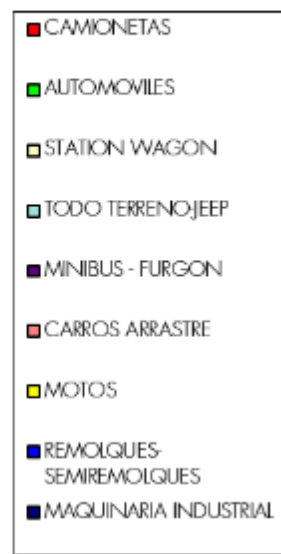 CAMIONETAS
AUTOMOVILES
STATION WAGON
TODO TERRENO-JEEP
MINIBUS - FURGON
CARROS ARRASTRE
MOTOS
REMOLQUES-
SEMIREMOLQUES
MAQUINARIA INDUSTRIAL